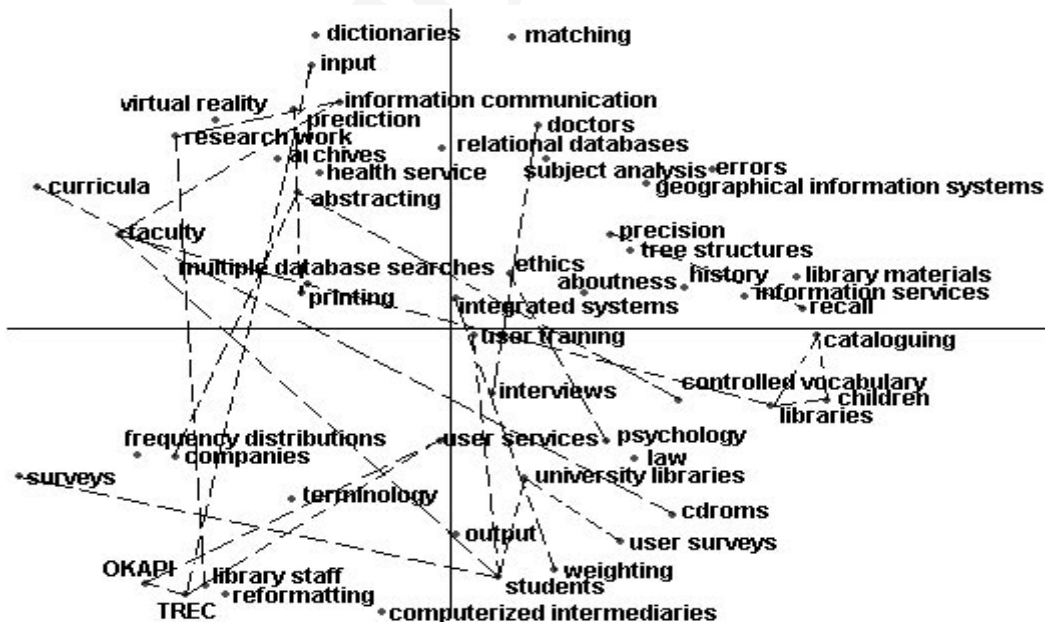 dictionaries
matching
input
virtual reality
information communication
prediction
doctors
research work
relational databases
archives
subject analysis
errors
health service
geographical information systems
curricula
abstracting
faculty
precision
tree structures
multiple database searches
ethics
history
library materials
aboutness
printing
integrated systems
information services
recall
user training
cataloguing
controlled vocabulary
interviews
children
libraries
frequency distributions
user services
psychology
companies
law
surveys
university libraries
terminology
cdroms
output
user surveys
OKAPI
library staff
students
weighting
reformatting
TREC
computerized intermediaries